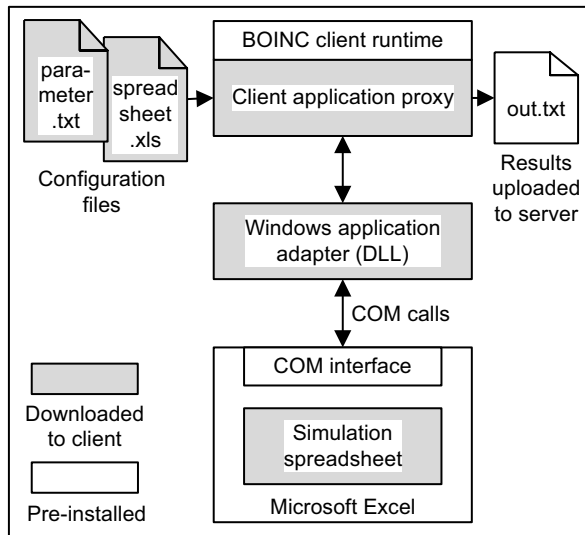 para-
meter
.txt
spread
sheet
.xls
Configuration
files
BOINC client runtime
Client application proxy
out.txt
Results
uploaded
to server
Windows application
adapter (DLL)
COM calls
COM interface
Simulation
spreadsheet
Microsoft Excel
Downloaded
to client
Pre-installed